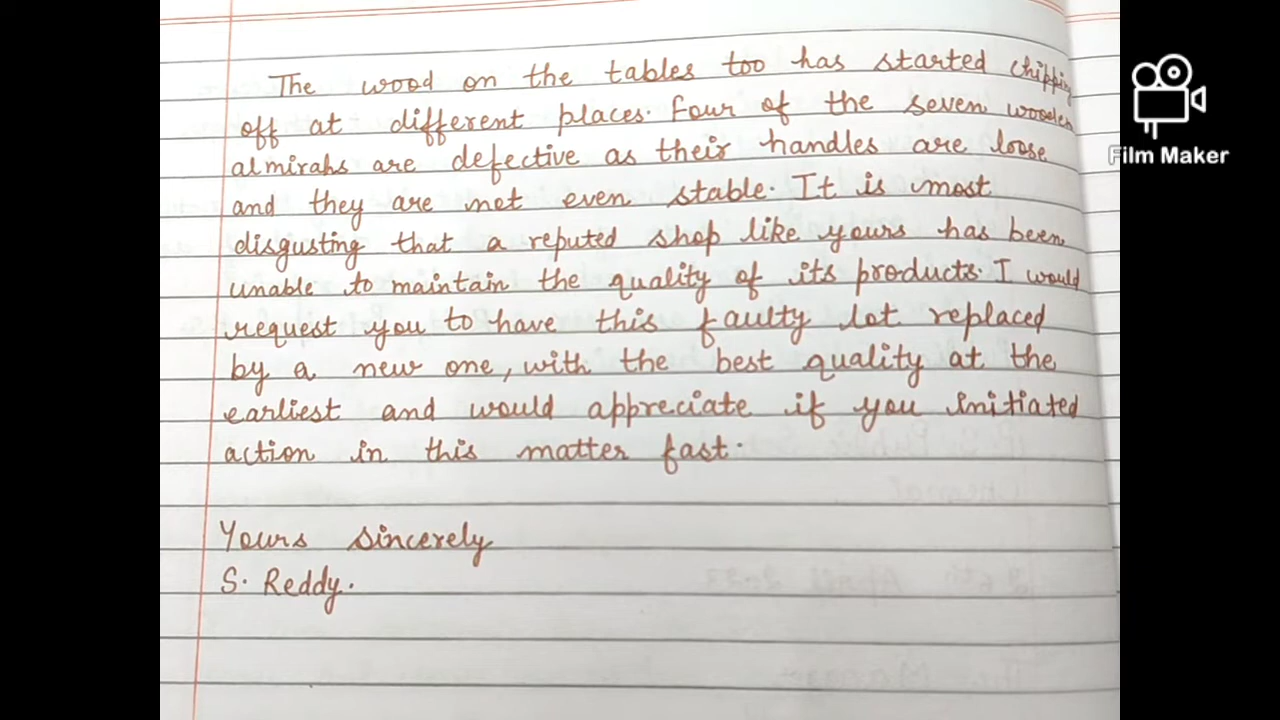 The wood on the tables too has started chipping
off at different places. Four of the seven wooden
almirahs are defective as their handles are loose
and they are not even stable. It is most
disgusting that a reputed shop like yours has been
unable to maintain the quality of its products. I would
request you to have this faulty lot replaced
by a new one, with the best quality at the
earliest and would appreciate if you initiated
action in this matter fast.
Yours sincerely
S. Reddy.
Film Maker